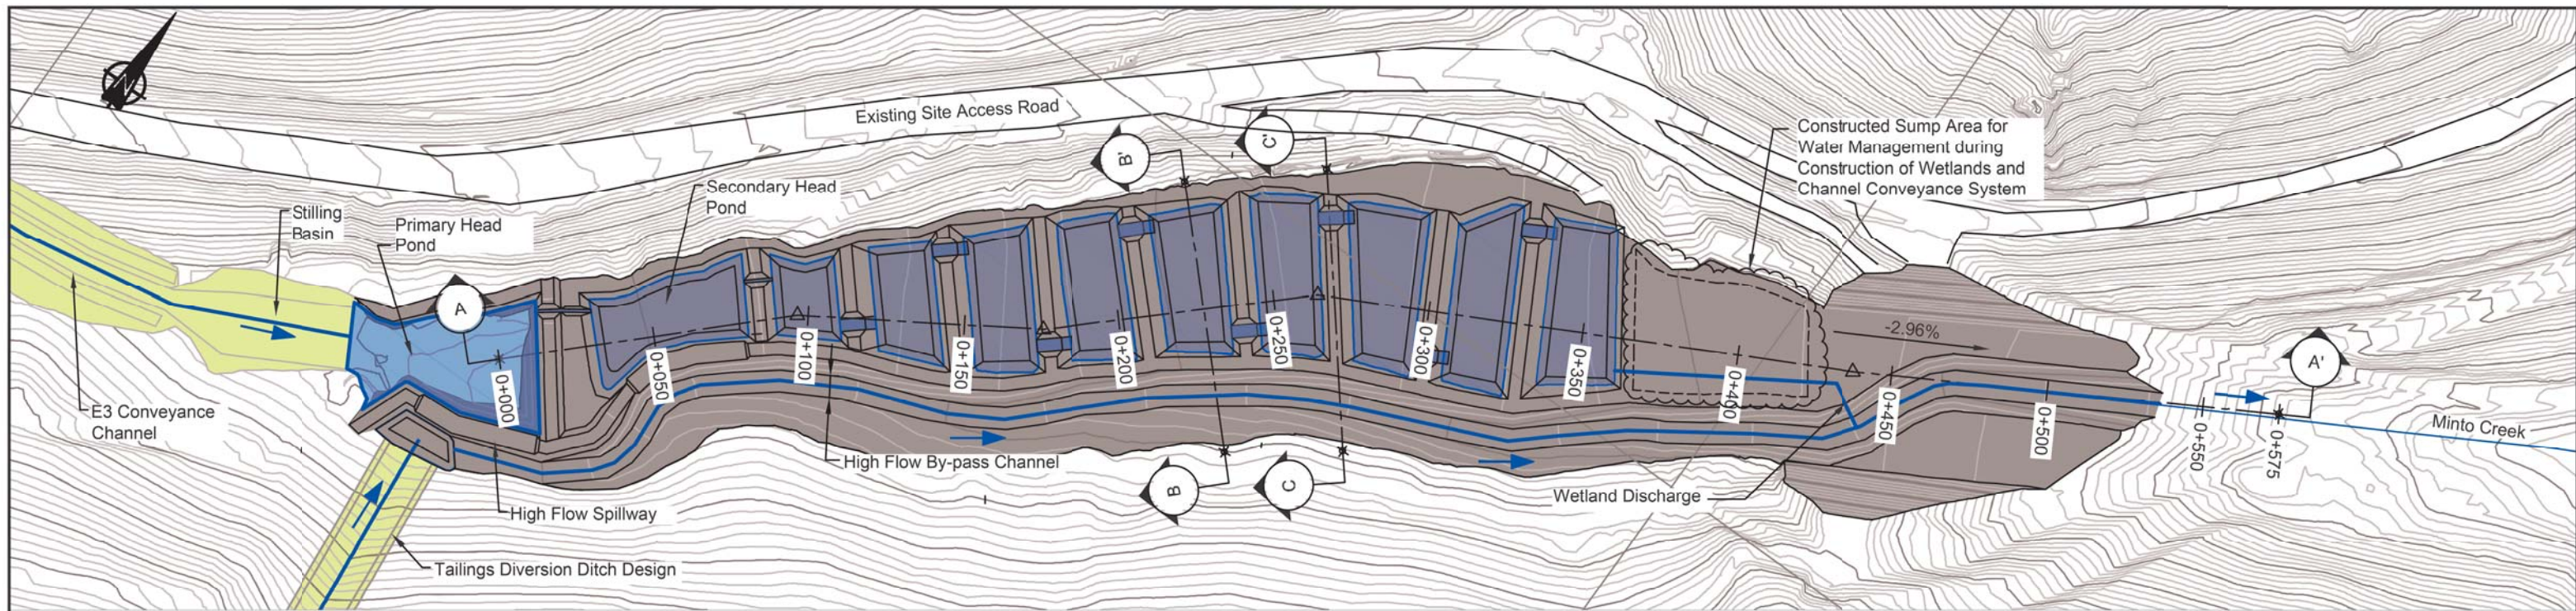 Existing Site Access Road
B'
C'
Constructed Sump Area for
Water Management during
Construction of Wetlands and
Channel Conveyance System
Secondary Head
Pond
Stilling
Basin
Primary Head
Pond
A
0+000
0+050
0+100
0+150
0+200
0+250
0+300
0+350
0+400
0+450
0+500
0+550
0+575
-2.96%
A'
Minto Creek
E3 Conveyance
Channel
High Flow By-pass Channel
B
C
Wetland Discharge
High Flow Spillway
Tailings Diversion Ditch Design